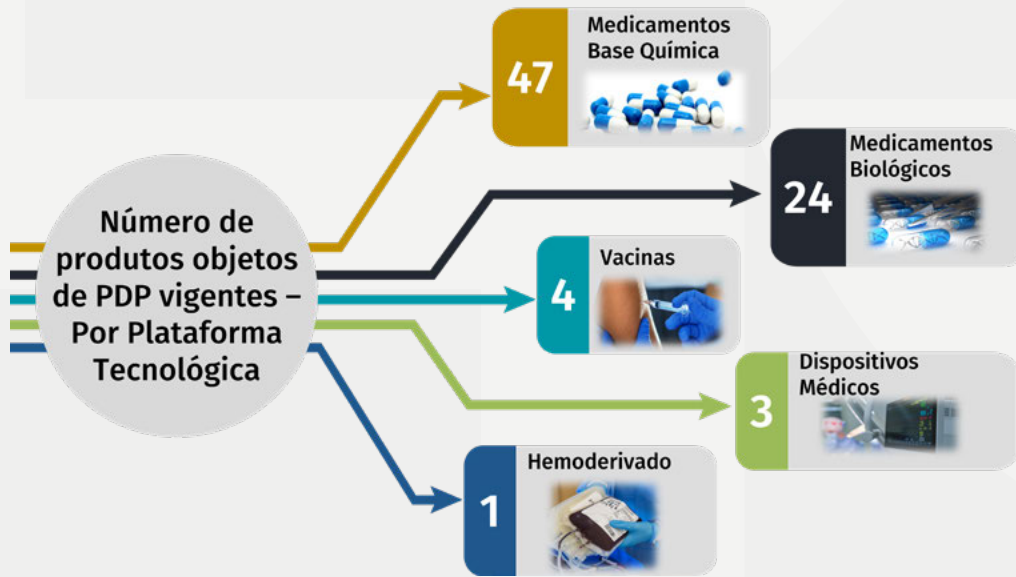 Número de
produtos objetos
de PDP vigentes –
Por Plataforma
Tecnológica
47
Medicamentos
Base Química
24
Medicamentos
Biológicos
4
Vacinas
3
Dispositivos
Médicos
1
Hemoderivado